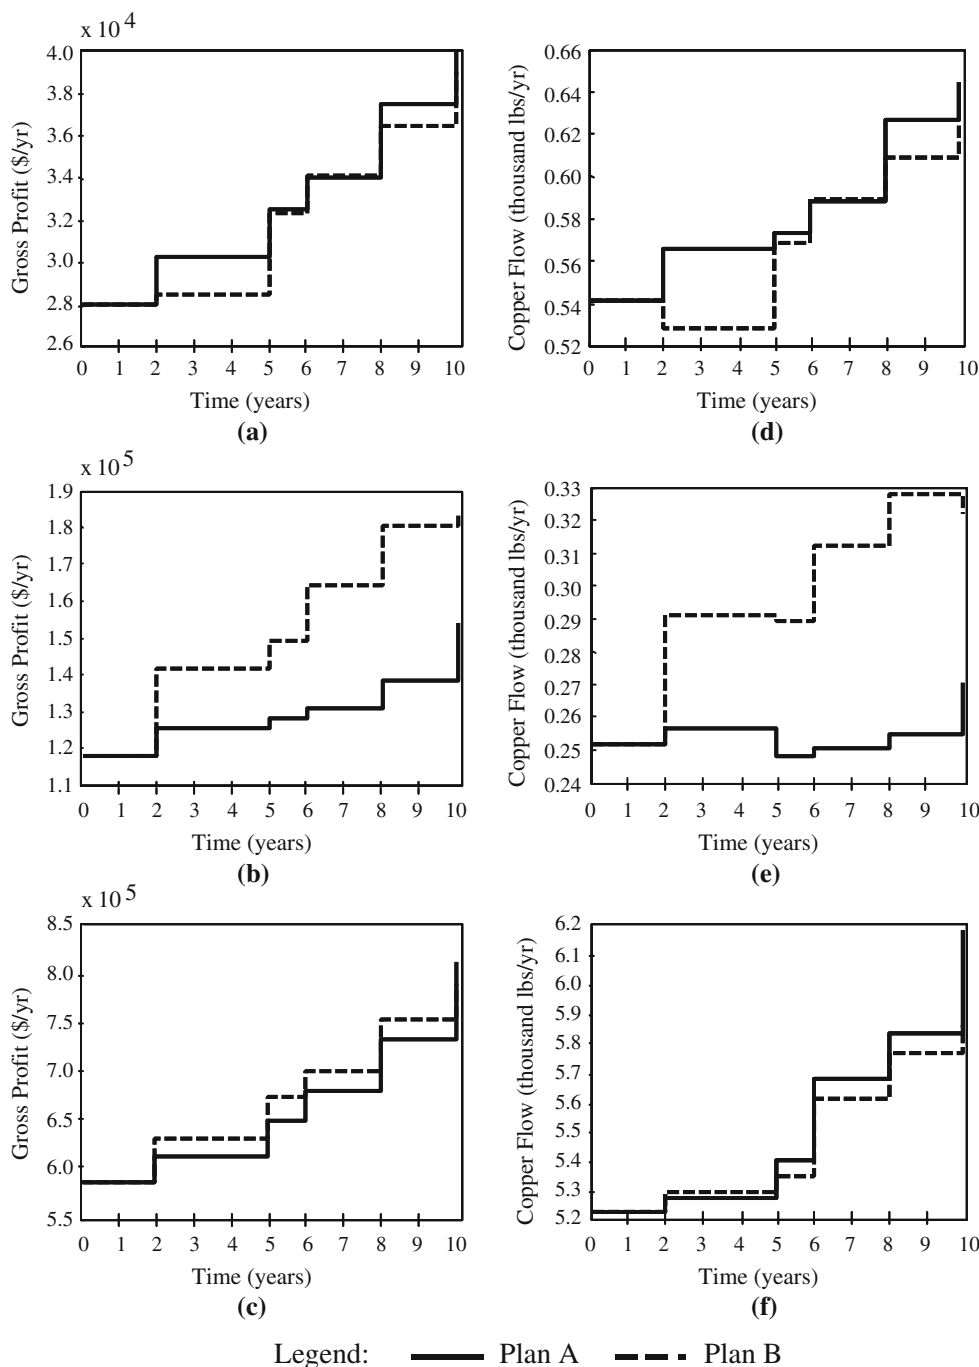 x 10⁴
Gross Profit ($/yr)
4.0
3.8
3.6
3.4
3.2
3.0
2.8
2.6
0 1 2 3 4 5 6 7 8 9 10
Time (years)
(a)
Copper Flow (thousand lbs/yr)
0.66
0.64
0.62
0.60
0.58
0.56
0.54
0.52
0 1 2 3 4 5 6 7 8 9 10
Time (years)
(d)
x 10⁵
Gross Profit ($/yr)
1.9
1.8
1.7
1.6
1.5
1.4
1.3
1.2
1.1
0 1 2 3 4 5 6 7 8 9 10
Time (years)
(b)
Copper Flow (thousand lbs/yr)
0.33
0.32
0.31
0.30
0.29
0.28
0.27
0.26
0.25
0.24
0 1 2 3 4 5 6 7 8 9 10
Time (years)
(e)
x 10⁵
Gross Profit ($/yr)
8.5
8.0
7.5
7.0
6.5
6.0
5.5
0 1 2 3 4 5 6 7 8 9 10
Time (years)
(c)
Copper Flow (thousand lbs/yr)
6.2
6.1
6.0
5.9
5.8
5.7
5.6
5.5
5.4
5.3
5.2
0 1 2 3 4 5 6 7 8 9 10
Time (years)
(f)
Legend: Plan A Plan B